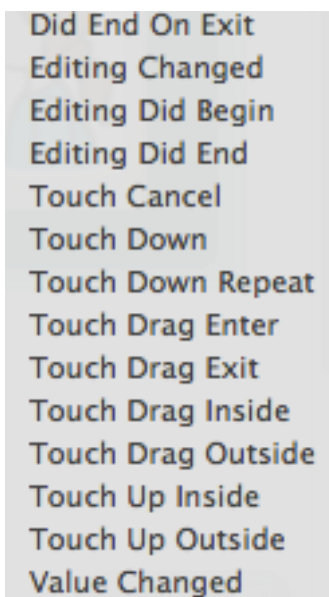 Did End On Exit
Editing Changed
Editing Did Begin
Editing Did End
Touch Cancel
Touch Down
Touch Down Repeat
Touch Drag Enter
Touch Drag Exit
Touch Drag Inside
Touch Drag Outside
Touch Up Inside
Touch Up Outside
Value Changed